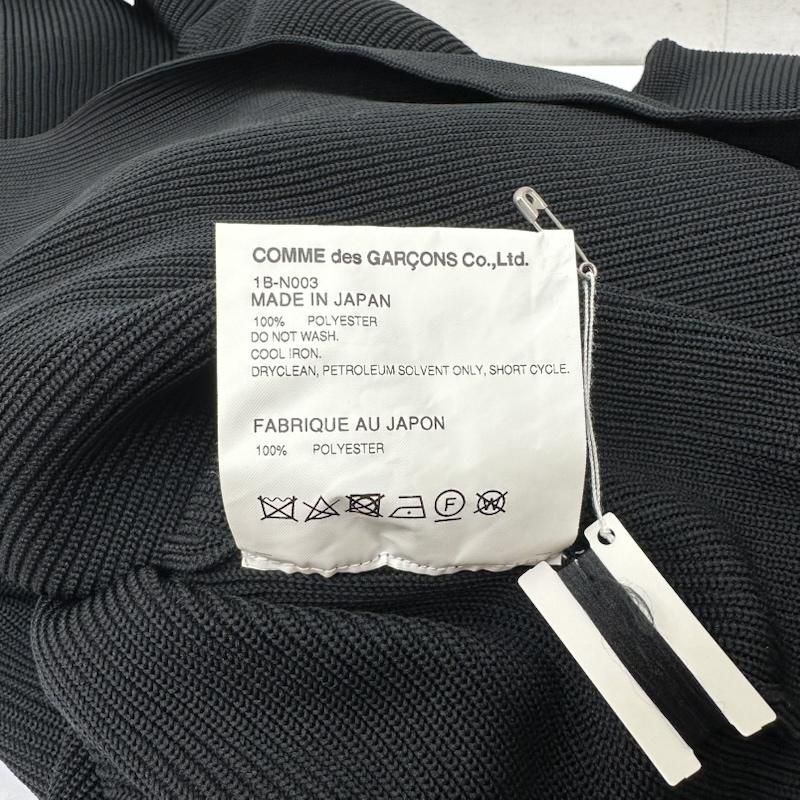 COMME des GARÇONS Co.,Ltd.
1B-N003
MADE IN JAPAN
100% POLYESTER
DO NOT WASH.
COOL IRON.
DRYCLEAN, PETROLEUM SOLVENT ONLY, SHORT CYCLE.
FABRIQUE AU JAPON
100% POLYESTER
F W